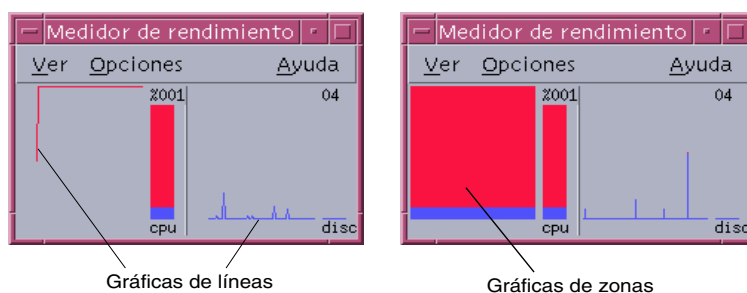 Medidor de rendimiento
Ver Opciones Ayuda
%001 04
cpu disc
Gráficas de líneas
Medidor de rendimiento
Ver Opciones Ayuda
%001 04
cpu disc
Gráficas de zonas